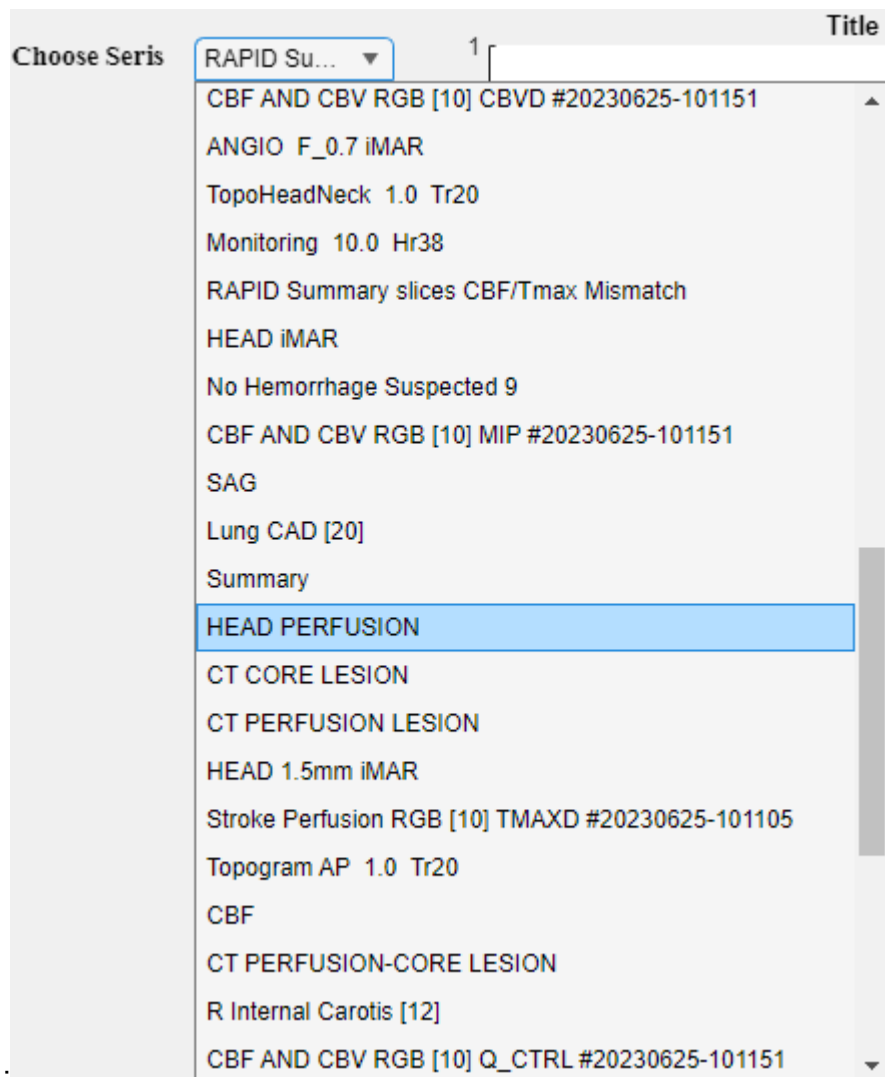 Title
Choose Seris
RAPID Su...
1
CBF AND CBV RGB [10] CBVD #20230625-101151
ANGIO F_0.7 iMAR
TopoHeadNeck 1.0 Tr20
Monitoring 10.0 Hr38
RAPID Summary slices CBF/Tmax Mismatch
HEAD iMAR
No Hemorrhage Suspected 9
CBF AND CBV RGB [10] MIP #20230625-101151
SAG
Lung CAD [20]
Summary
HEAD PERFUSION
CT CORE LESION
CT PERFUSION LESION
HEAD 1.5mm iMAR
Stroke Perfusion RGB [10] TMAXD #20230625-101105
Topogram AP 1.0 Tr20
CBF
CT PERFUSION-CORE LESION
R Internal Carotis [12]
CBF AND CBV RGB [10] Q_CTRL #20230625-101151